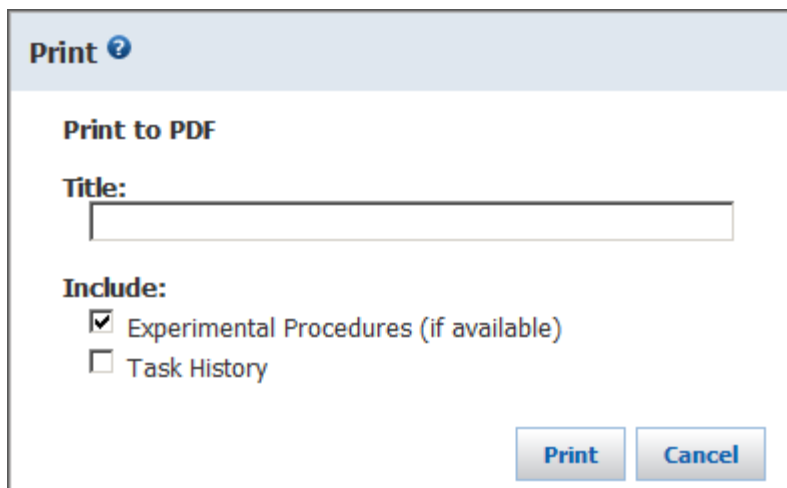 Print ?
Print to PDF
Title:
Include:
Experimental Procedures (if available)
Task History
Print Cancel